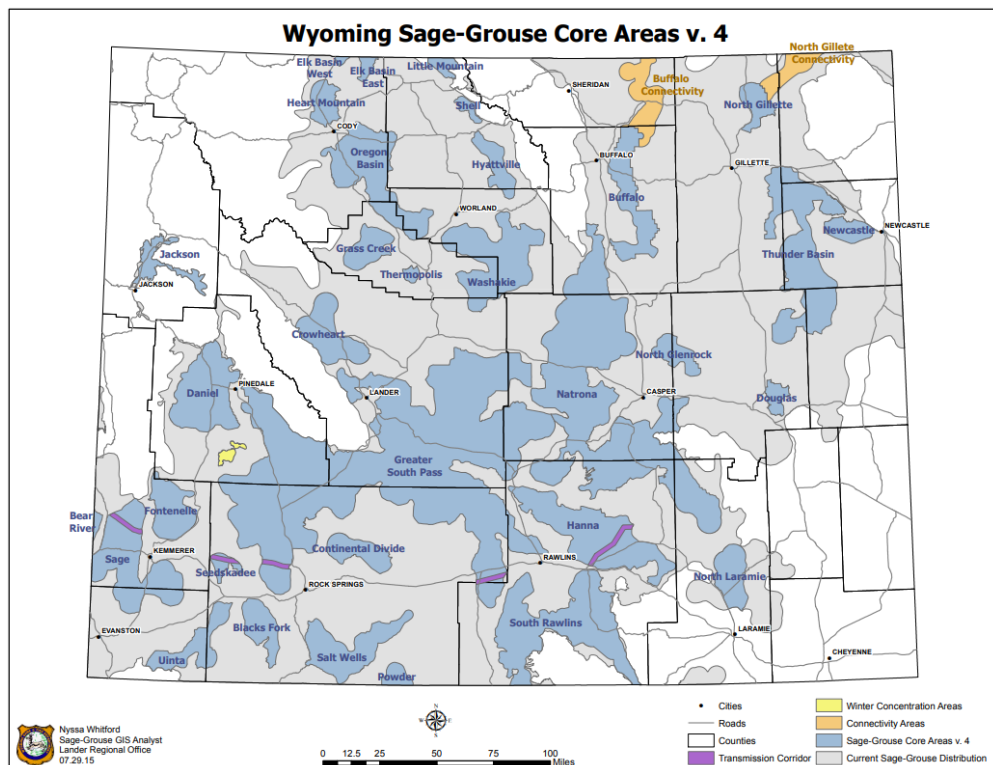 Wyoming Sage-Grouse Core Areas v. 4
North Gillete
Connectivity
Elk Basin
West
Elk Basin
East
Little Mountain
Buffalo
Connectivity
SHERIDAN
Heart Mountain
Shell
North Gillette
CODY
Oregon
Basin
Hyattville
BUFFALO
GILLETTE
Buffalo
WORLAND
Newcastle
NEWCASTLE
Grass Creek
Thermopolis
Washakie
Thunder Basin
Jackson
JACKSON
Crowheart
North Glenrock
PINEDALE
Daniel
LANDER
Natrona
CASPER
Douglas
Greater
South Pass
Bear
River
Fontenelle
Hanna
Continental Divide
KEMMERER
Sage
Seedskadee
RAWLINS
ROCK SPRINGS
North Laramie
EVANSTON
Blacks Fork
South Rawlins
LARAMIE
Uinta
Salt Wells
Powder
CHEYENNE
Nyssa Whitford
Sage-Grouse GIS Analyst
Lander Regional Office
07.29.15
N
S
W
E
0 12.5 25 50 75 100
Miles
Cities
Roads
Counties
Transmission Corridor
Winter Concentration Areas
Connectivity Areas
Sage-Grouse Core Areas v. 4
Current Sage-Grouse Distribution